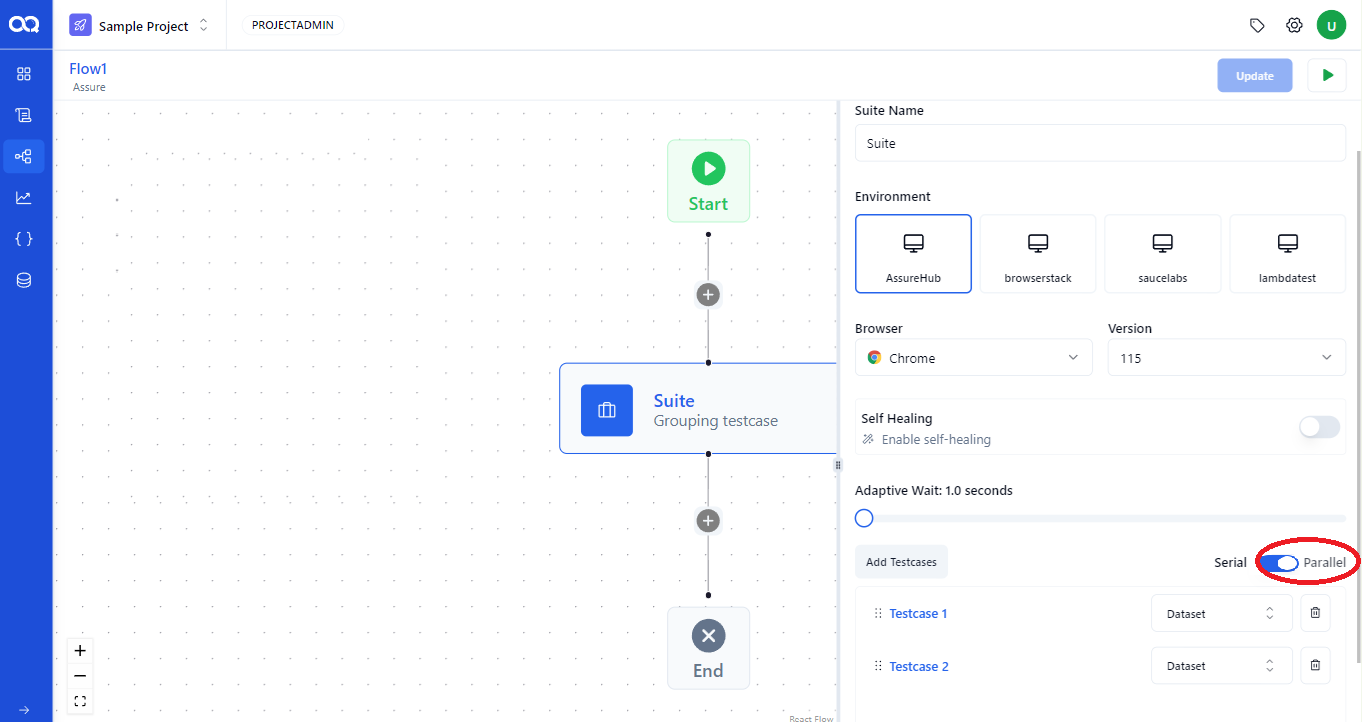 Sample Project
PROJECTADMIN
U
Flow1
Assure
Update
Start
Suite
Grouping testcase
End
React Flow
Suite Name
Suite
Environment
AssureHub
browserstack
saucelabs
lambdatest
Browser
Version
Chrome
115
Self Healing
Enable self-healing
Adaptive Wait: 1.0 seconds
Add Testcases
Serial
Parallel
Testcase 1
Dataset
Testcase 2
Dataset